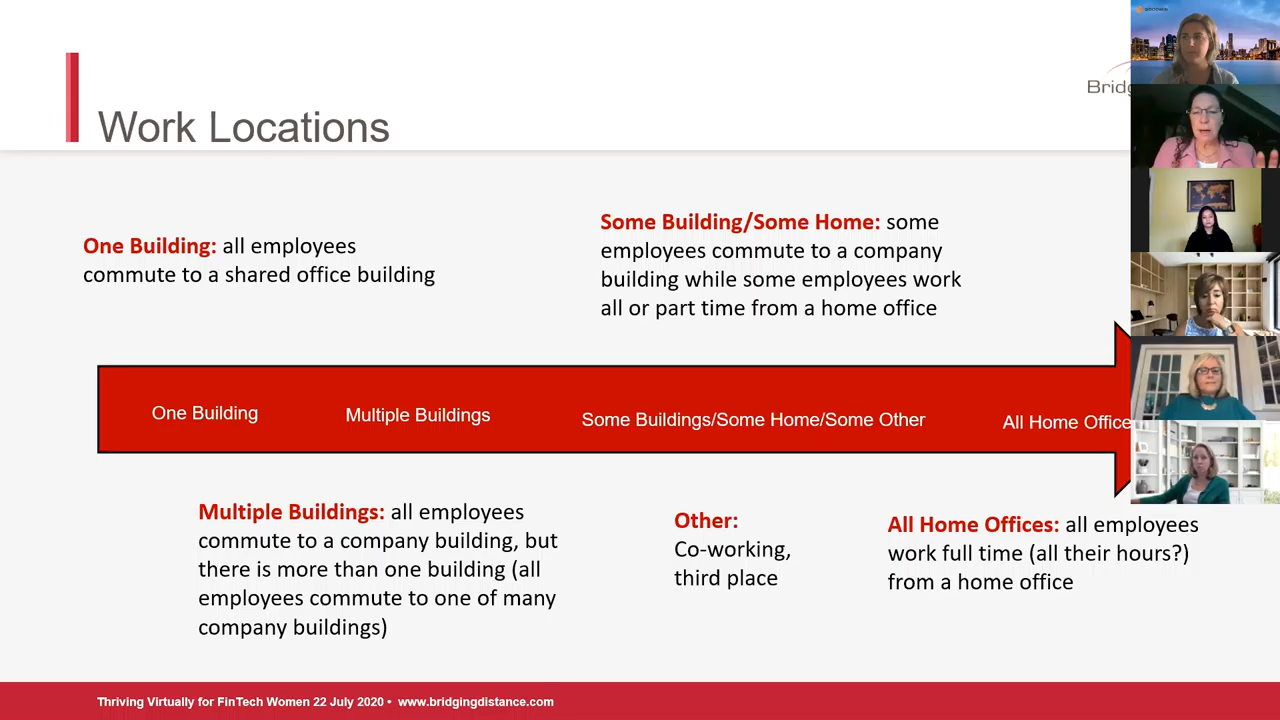 Work Locations
One Building: all employees
commute to a shared office building
Some Building/Some Home: some
employees commute to a company
building while some employees work
all or part time from a home office
One Building
Multiple Buildings
Some Buildings/Some Home/Some Other
All Home Office
Multiple Buildings: all employees
commute to a company building, but
there is more than one building (all
employees commute to one of many
company buildings)
Other:
Co-working,
third place
All Home Offices: all employees
work full time (all their hours?)
from a home office
Thriving Virtually for FinTech Women 22 July 2020 • www.bridgingdistance.com